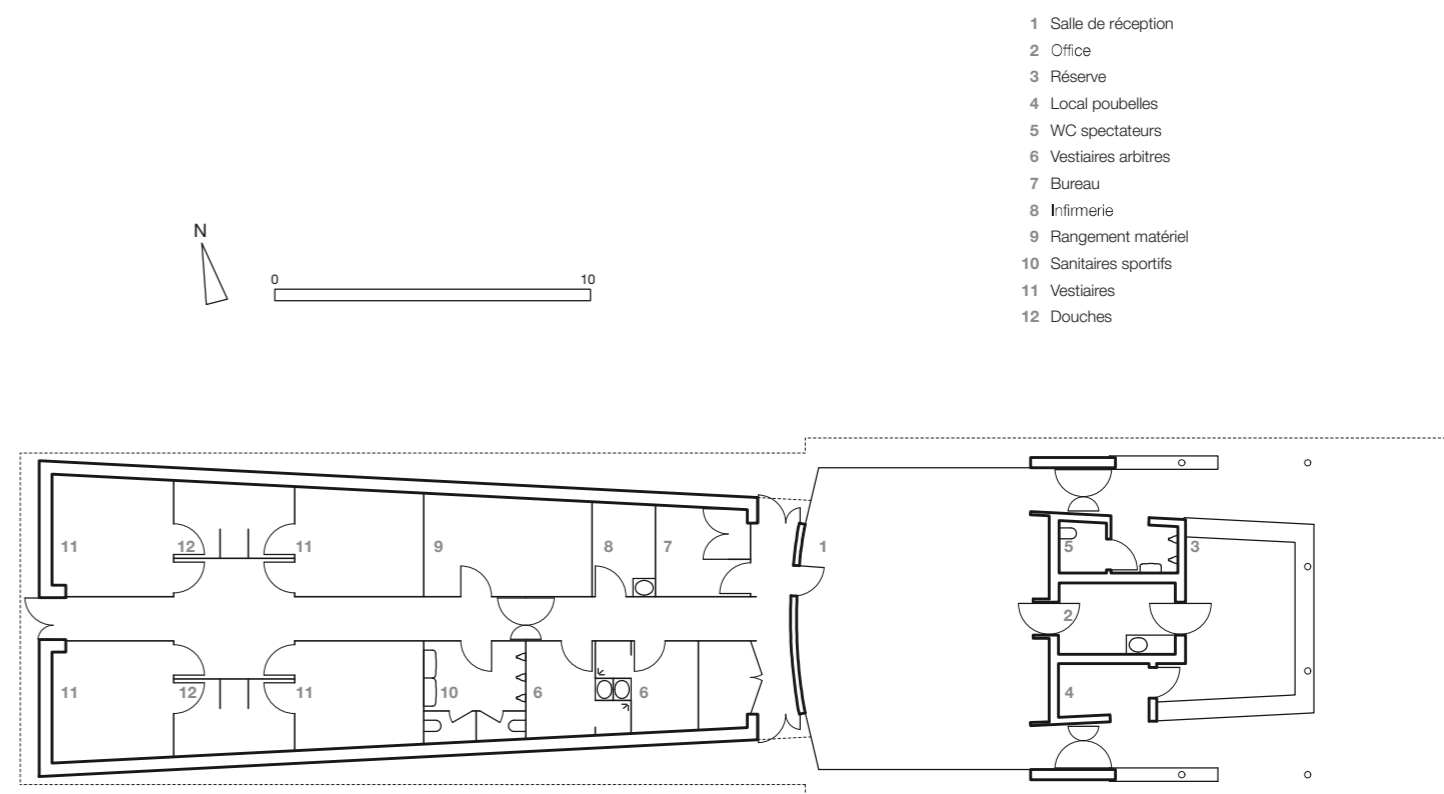 1 Salle de réception
2 Office
3 Réserve
4 Local poubelles
5 WC spectateurs
6 Vestiaires arbitres
7 Bureau
8 Infirmerie
9 Rangement matériel
10 Sanitaires sportifs
11 Vestiaires
12 Douches
N
0 10
11 12 11 9 8 7 1 5 3
2
11 12 11 10 6 6 4